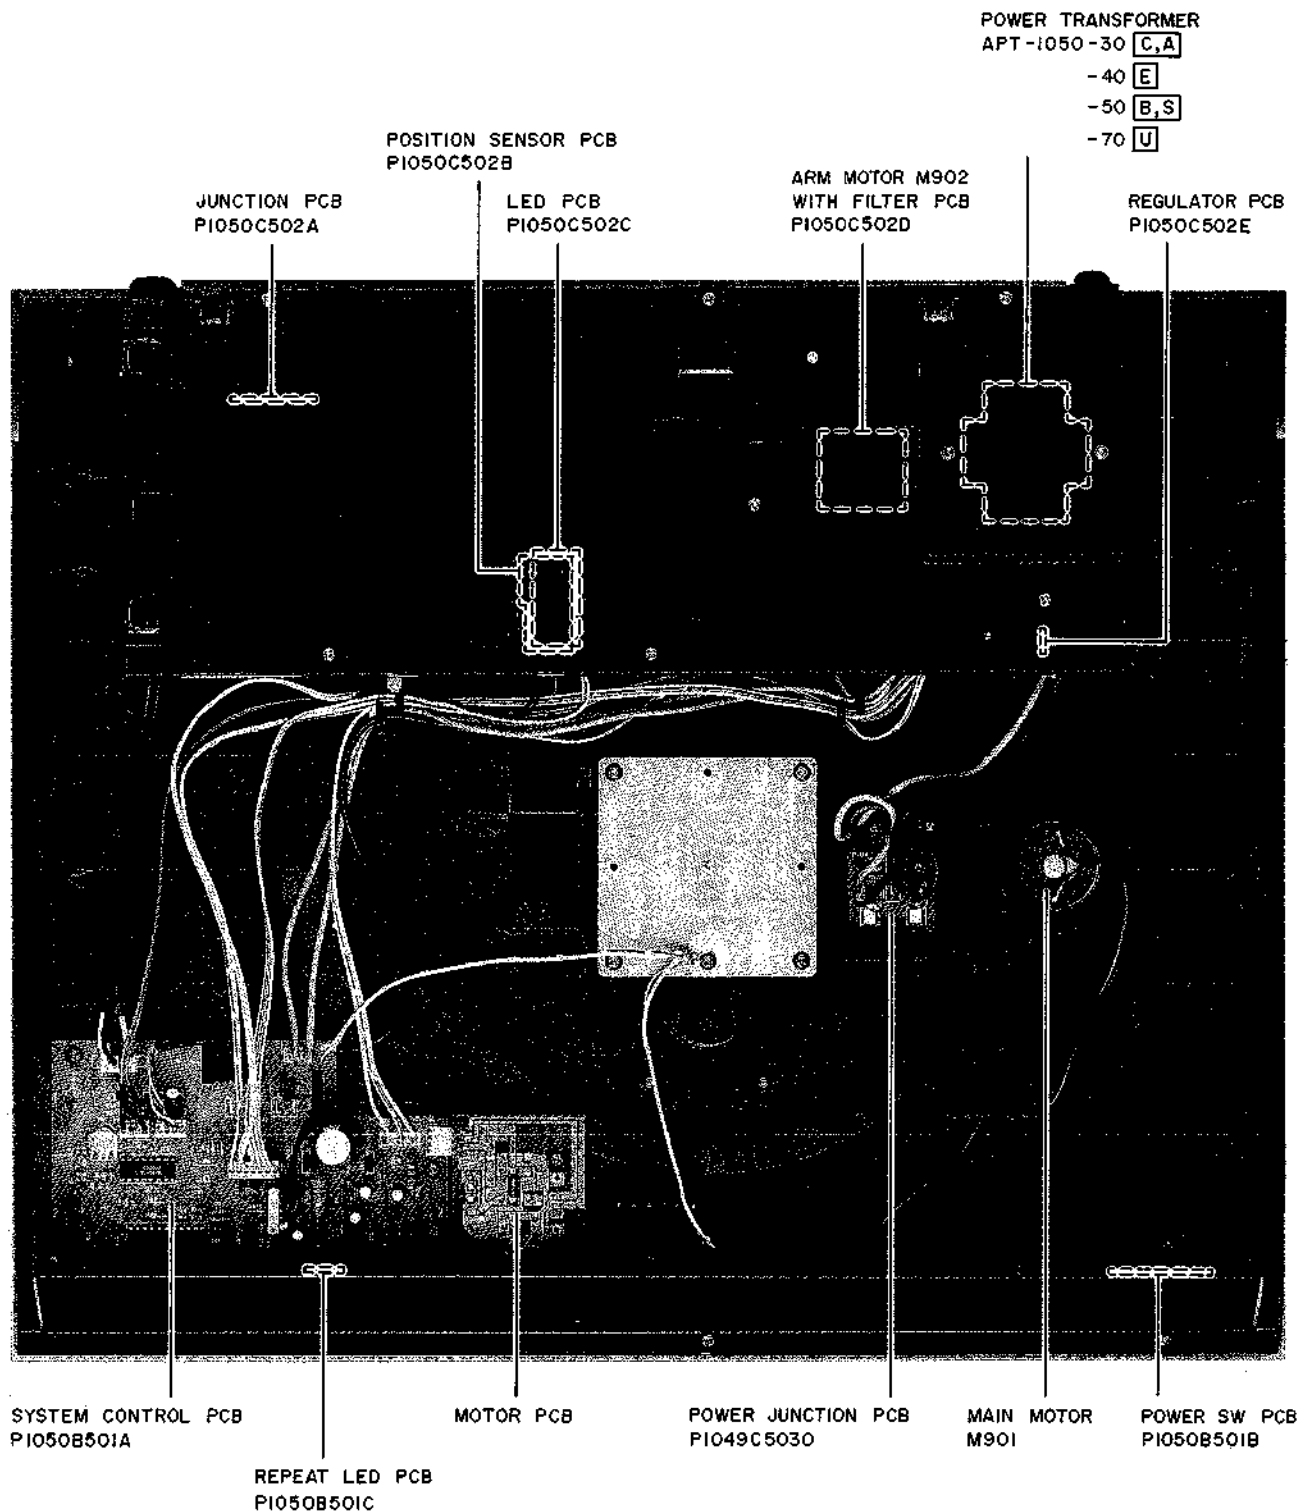 POWER TRANSFORMER
APT-1050-30 C,A
-40 E
-50 B,S
-70 U
POSITION SENSOR PCB
P1050C502B
JUNCTION PCB
P1050C502A
LED PCB
P1050C502C
ARM MOTOR M902
WITH FILTER PCB
P1050C502D
REGULATOR PCB
P1050C502E
SYSTEM CONTROL PCB
P1050B501A
REPEAT LED PCB
P1050B501C
MOTOR PCB
POWER JUNCTION PCB
P1049C5030
MAIN MOTOR
M901
POWER SW PCB
P1050B501B